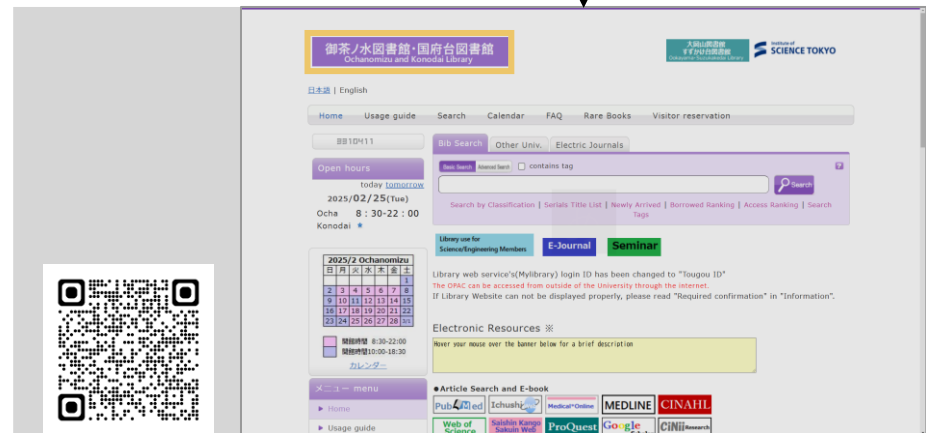 御茶ノ水図書館・国府台図書館
Ochanomizu and Konodai Library
大岡山図書館
すずかけ台図書館
Ookayama Suzukakedai Library
Institute of
SCIENCE TOKYO
日本語 | English
Home Usage guide Search Calendar FAQ Rare Books Visitor reservation
8810411
Bib Search Other Univ. Electric Journals
Basic Search Advanced Search contains tag
Search
Search by Classification | Serials Title List | Newly Arrived | Borrowed Ranking | Access Ranking | Search
Tags
Open hours
today tomorrow
2025/02/25(Tue)
Ocha 8：30-22：00
Konodai *
2025/2 Ochanomizu
日 月 火 水 木 金 土
1
2 3 4 5 6 7 8
9 10 11 12 13 14 15
16 17 18 19 20 21 22
23 24 25 26 27 28 3/1
開館時間 8:30-22:00
開館時間10:00-18:30
カレンダー
メニュー menu
▶ Home
▶ Usage guide
Library use for
Science/Engineering Members
E-Journal
Seminar
Library web service's(Mylibrary) login ID has been changed to "Tougou ID"
The OPAC can be accessed from outside of the University through the internet.
If Library Website can not be displayed properly, please read "Required confirmation" in "Information".
Electronic Resources ※
Hover your mouse over the banner below for a brief description
●Article Search and E-book
PubMed Ichushi Medical*Online MEDLINE CINAHL
Web of
Science
Saishin Kango
Sakuin Web
ProQuest Google CiNii Research